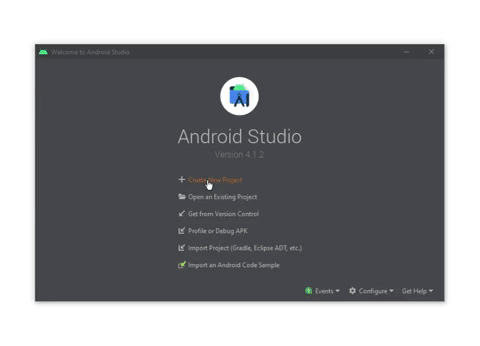 Welcome to Android Studio
Android Studio
Version 4.1.2
Create New Project
Open an Existing Project
Get from Version Control
Profile or Debug APK
Import Project (Gradle, Eclipse ADT, etc.)
Import an Android Code Sample
Events Configure Get Help